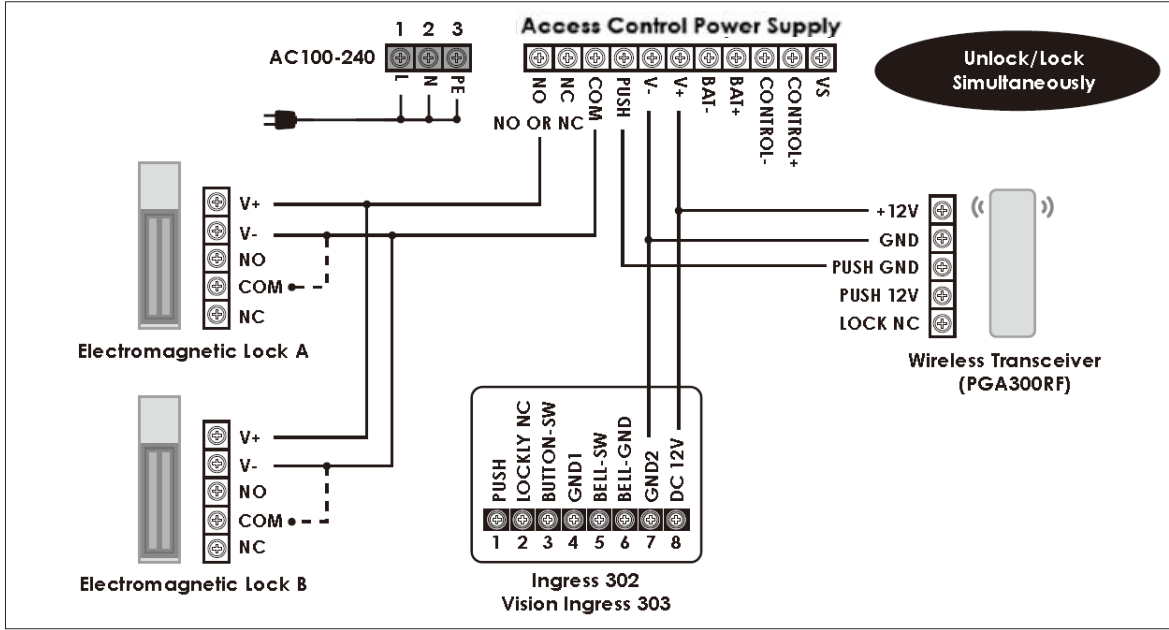 Access Control Power Supply
1 2 3
AC100-240
L N PE
NO NC COM PUSH V- V+ BAT- BAT+ CONTROL- CONTROL+ VS
NO OR NC
Unlock/Lock
Simultaneously
V+
V-
NO
COM
NC
Electromagnetic Lock A
V+
V-
NO
COM
NC
Electromagnetic Lock B
+12V
GND
PUSH GND
PUSH 12V
LOCK NC
Wireless Transceiver
(PGA300RF)
PUSH
LOCKLY NC
BUTTON-SW
GND1
BELL-SW
BELL-GND
GND2
DC 12V
1 2 3 4 5 6 7 8
Ingress 302
Vision Ingress 303